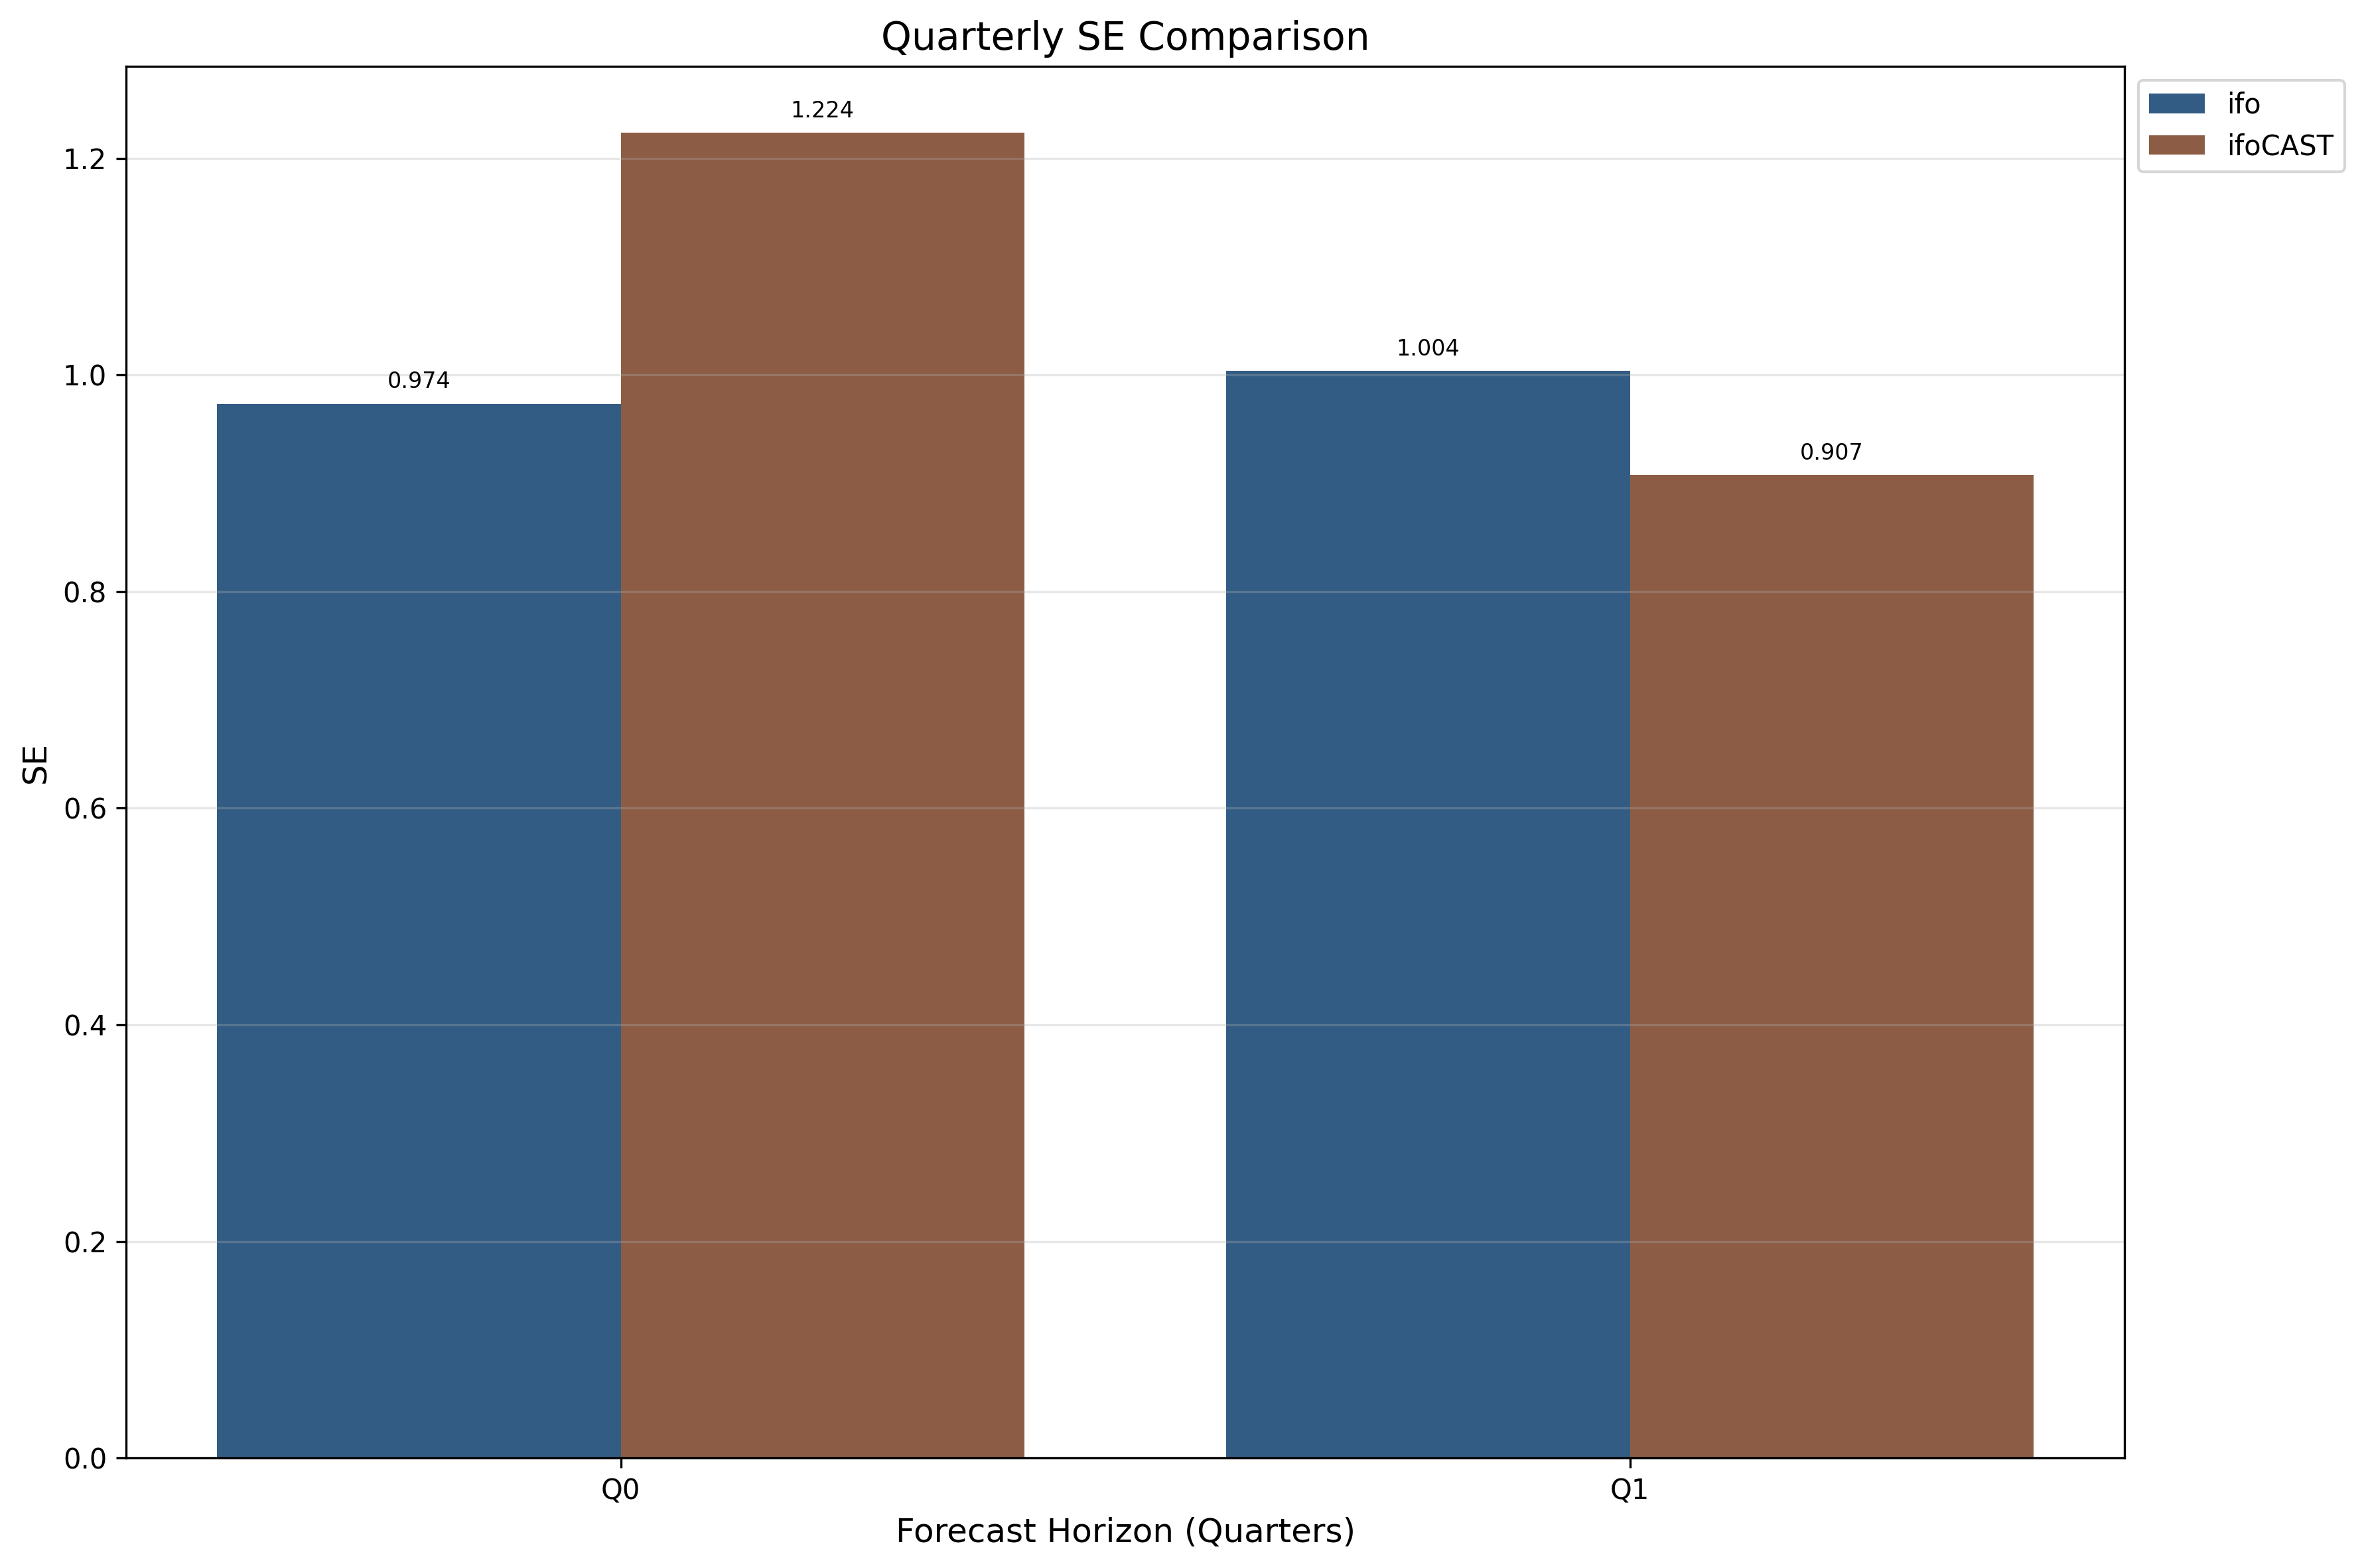 Quarterly SE Comparison
ifo
ifoCAST
1.224
1.2
1.004
1.0
0.974
0.907
0.8
SE
0.6
0.4
0.2
0.0
Q0
Q1
Forecast Horizon (Quarters)